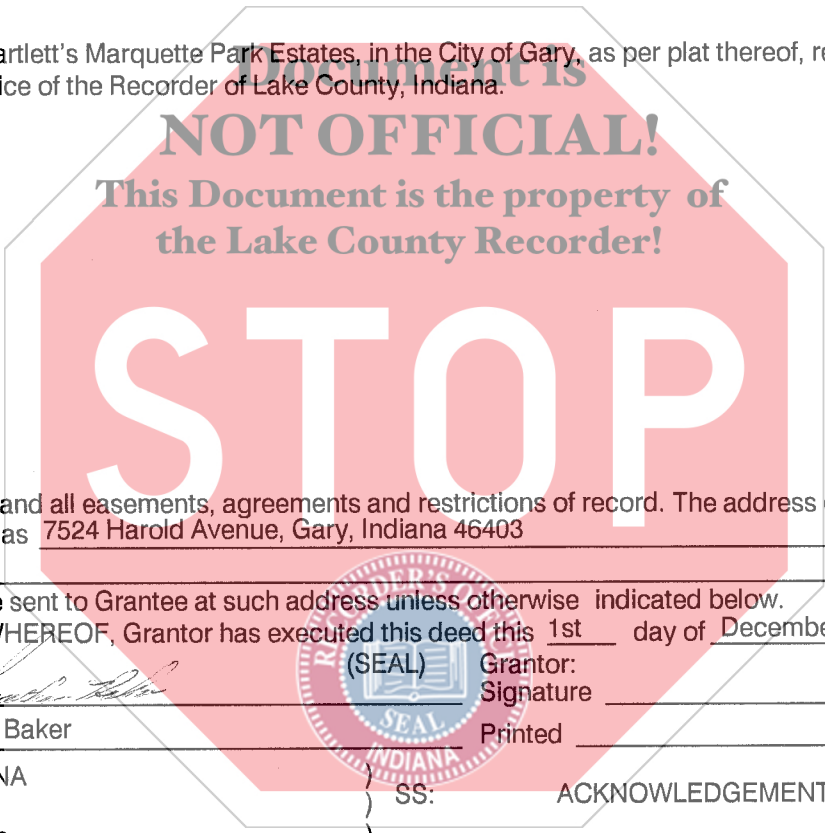 artlett's Marquette Park Estates, in the City of Gary, as per plat thereof, re
ice of the Recorder of Lake County, Indiana.
Document is
NOT OFFICIAL!
This Document is the property of
the Lake County Recorder!
STOP
and all easements, agreements and restrictions of record. The address
as 7524 Harold Avenue, Gary, Indiana 46403
e sent to Grantee at such address unless otherwise indicated below.
WHEREOF, Grantor has executed this deed this 1st day of Decembe
(SEAL) Grantor:
Signature
Baker Printed
NA
) SS: ACKNOWLEDGEMENT
)
RECORDER'S OFFICE
SEAL
INDIANA